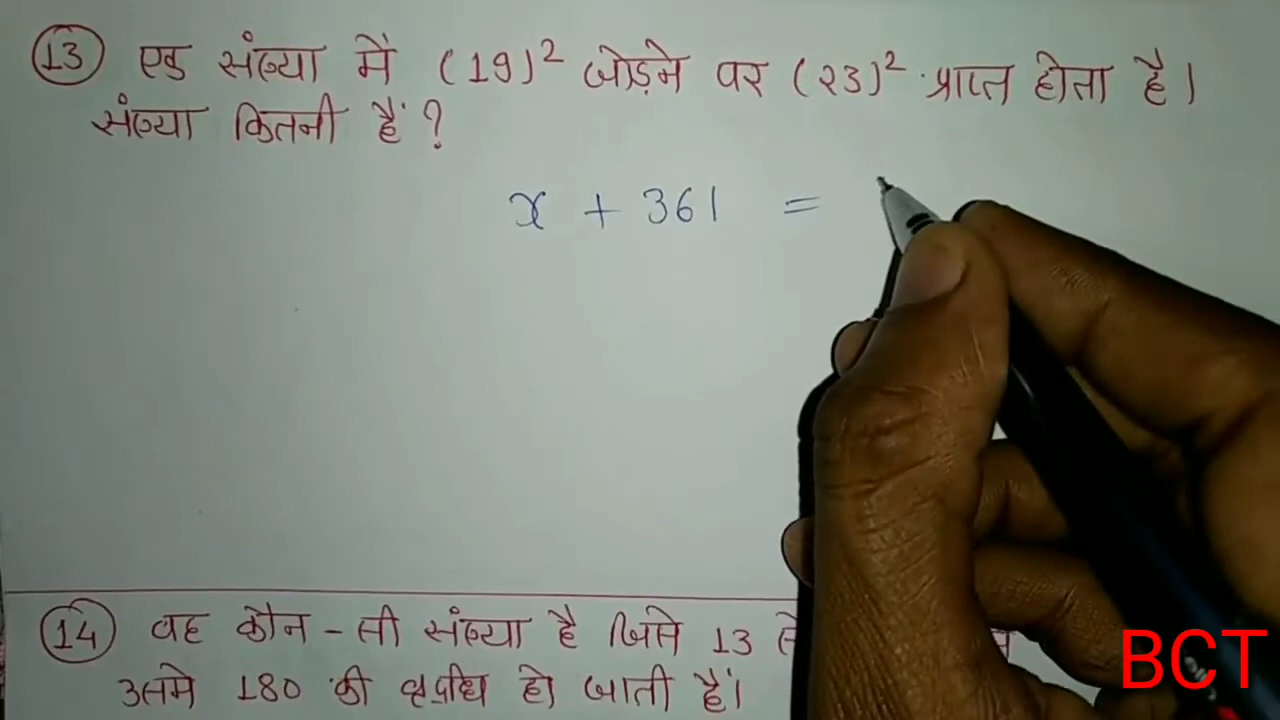 13 एक संख्या में (19)² जोड़ने पर (23)² प्राप्त होता है।
संख्या कितनी है?
x + 361 =
14 वह कौन-सी संख्या है जिसे 13 से
उसमे 180 की वृद्धि हो जाती है।
BCT